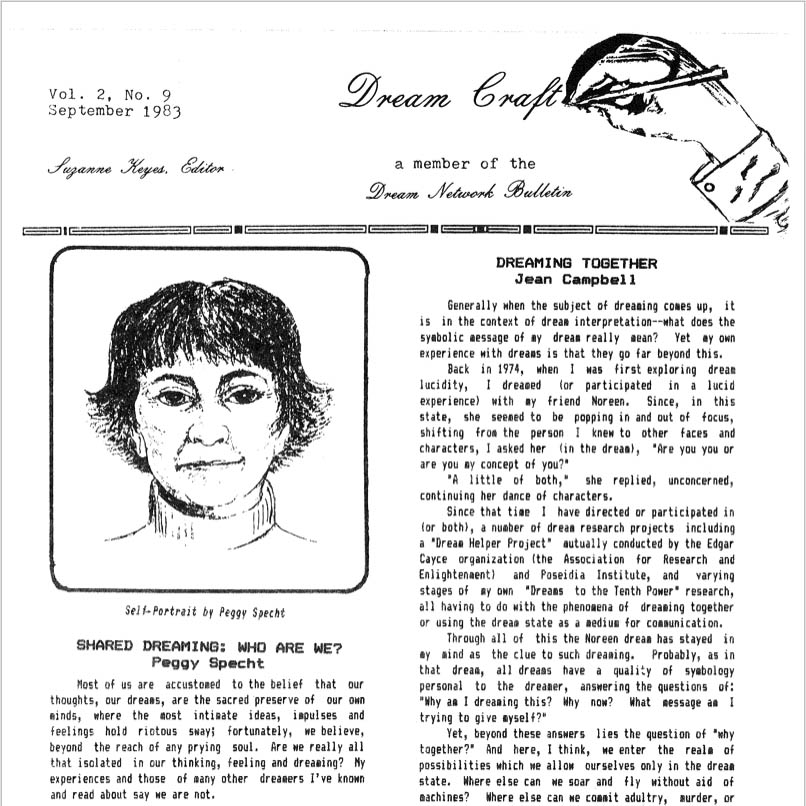 Vol. 2, No. 9
September 1983
Dream Craft
Suzanne Keyes, Editor
a member of the
Dream Network Bulletin
Self-Portrait by Peggy Specht
SHARED DREAMING: WHO ARE WE?
Peggy Specht
Most of us are accustomed to the belief that our
thoughts, our dreams, are the sacred preserve of our own
minds, where the most intimate ideas, impulses and
feelings hold riotous sway; fortunately, we believe,
beyond the reach of any prying soul. Are we really all
that isolated in our thinking, feeling and dreaming? My
experiences and those of many other dreamers I've known
and read about say we are not.
DREAMING TOGETHER
Jean Campbell
Generally when the subject of dreaming comes up, it
is in the context of dream interpretation--what does the
symbolic message of my dream really mean? Yet my own
experience with dreams is that they go far beyond this.
Back in 1974, when I was first exploring dream
lucidity, I dreamed (or participated in a lucid
experience) with my friend Noreen. Since, in this
state, she seemed to be popping in and out of focus,
shifting from the person I knew to other faces and
characters, I asked her (in the dream), "Are you you or
are you my concept of you?"
"A little of both," she replied, unconcerned,
continuing her dance of characters.
Since that time I have directed or participated in
(or both), a number of dream research projects including
a "Dream Helper Project" mutually conducted by the Edgar
Cayce organization (the Association for Research and
Enlightenment) and Poseidia Institute, and varying
stages of my own "Dreams to the Tenth Power" research,
all having to do with the phenomena of dreaming together
or using the dream state as a medium for communication.
Through all of this the Noreen dream has stayed in
my mind as the clue to such dreaming. Probably, as in
that dream, all dreams have a quality of symbology
personal to the dreamer, answering the questions of:
"Why am I dreaming this? Why now? What message am I
trying to give myself?"
Yet, beyond these answers lies the question of "why
together?" And here, I think, we enter the realm of
possibilities which we allow ourselves only in the dream
state. Where else can we soar and fly without aid of
machines? Where else can we commit adultry, murder, or